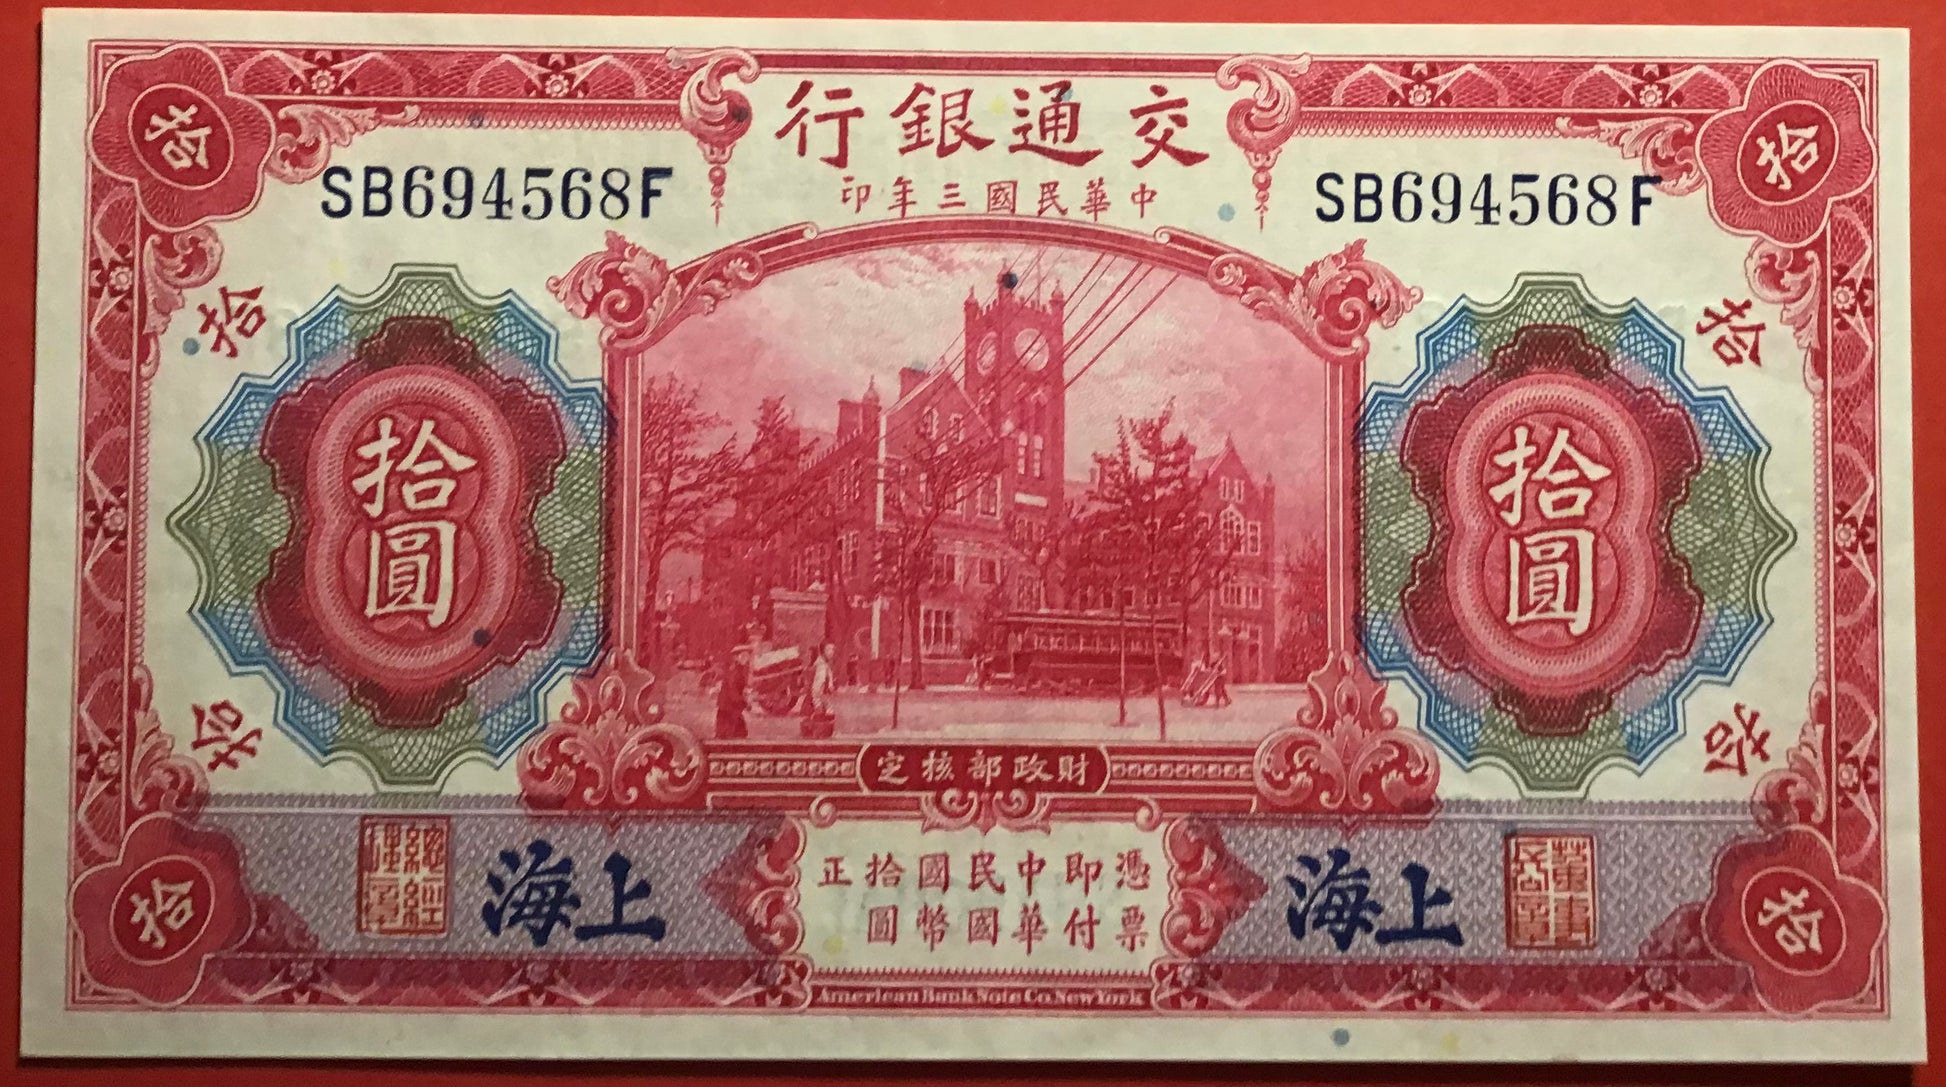 拾
拾
交通銀行
中華民國三年印
SB694568F
SB694568F
拾
拾
拾圓
拾圓
拾
拾
財政部核定
上海
上海
憑票即付中華民國國幣拾圓正
拾
拾
American Bank Note Co. New York